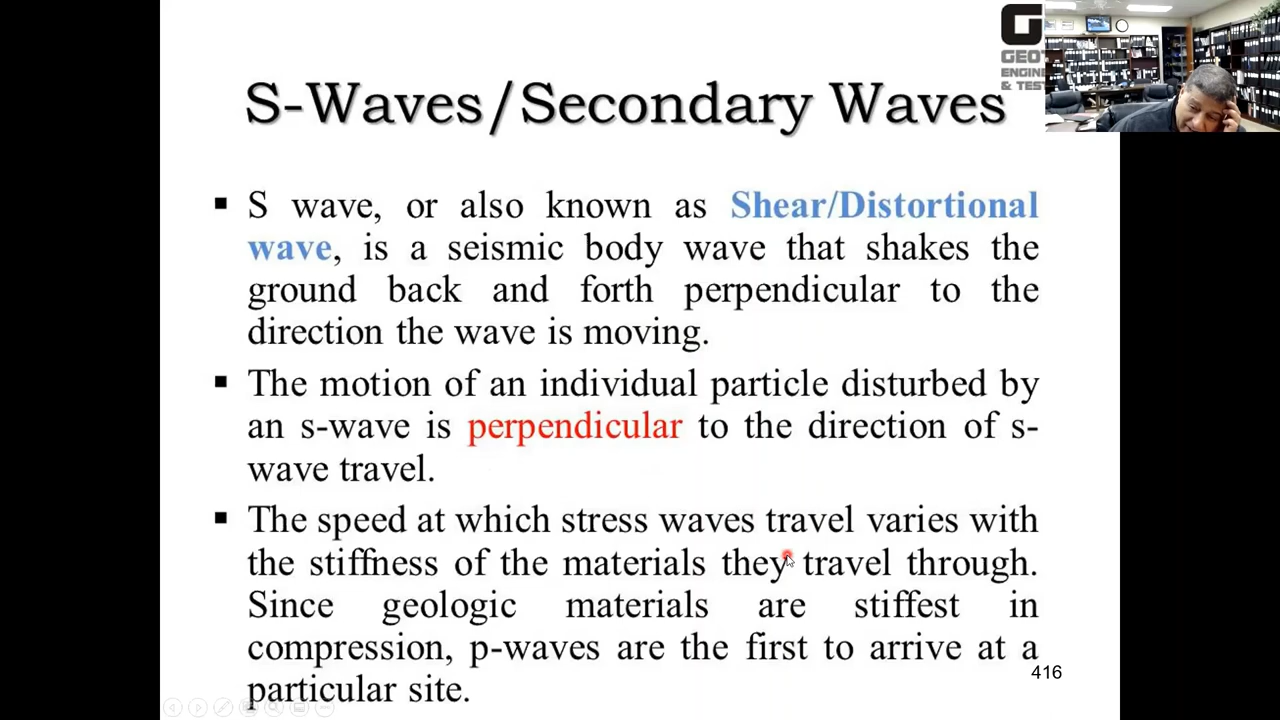 S-Waves/Secondary Waves
GEOT
ENGINE
& TEST
▪ S wave, or also known as Shear/Distortional
wave, is a seismic body wave that shakes the
ground back and forth perpendicular to the
direction the wave is moving.
▪ The motion of an individual particle disturbed by
an s-wave is perpendicular to the direction of s-
wave travel.
▪ The speed at which stress waves travel varies with
the stiffness of the materials they travel through.
Since geologic materials are stiffest in
compression, p-waves are the first to arrive at a
particular site.
416